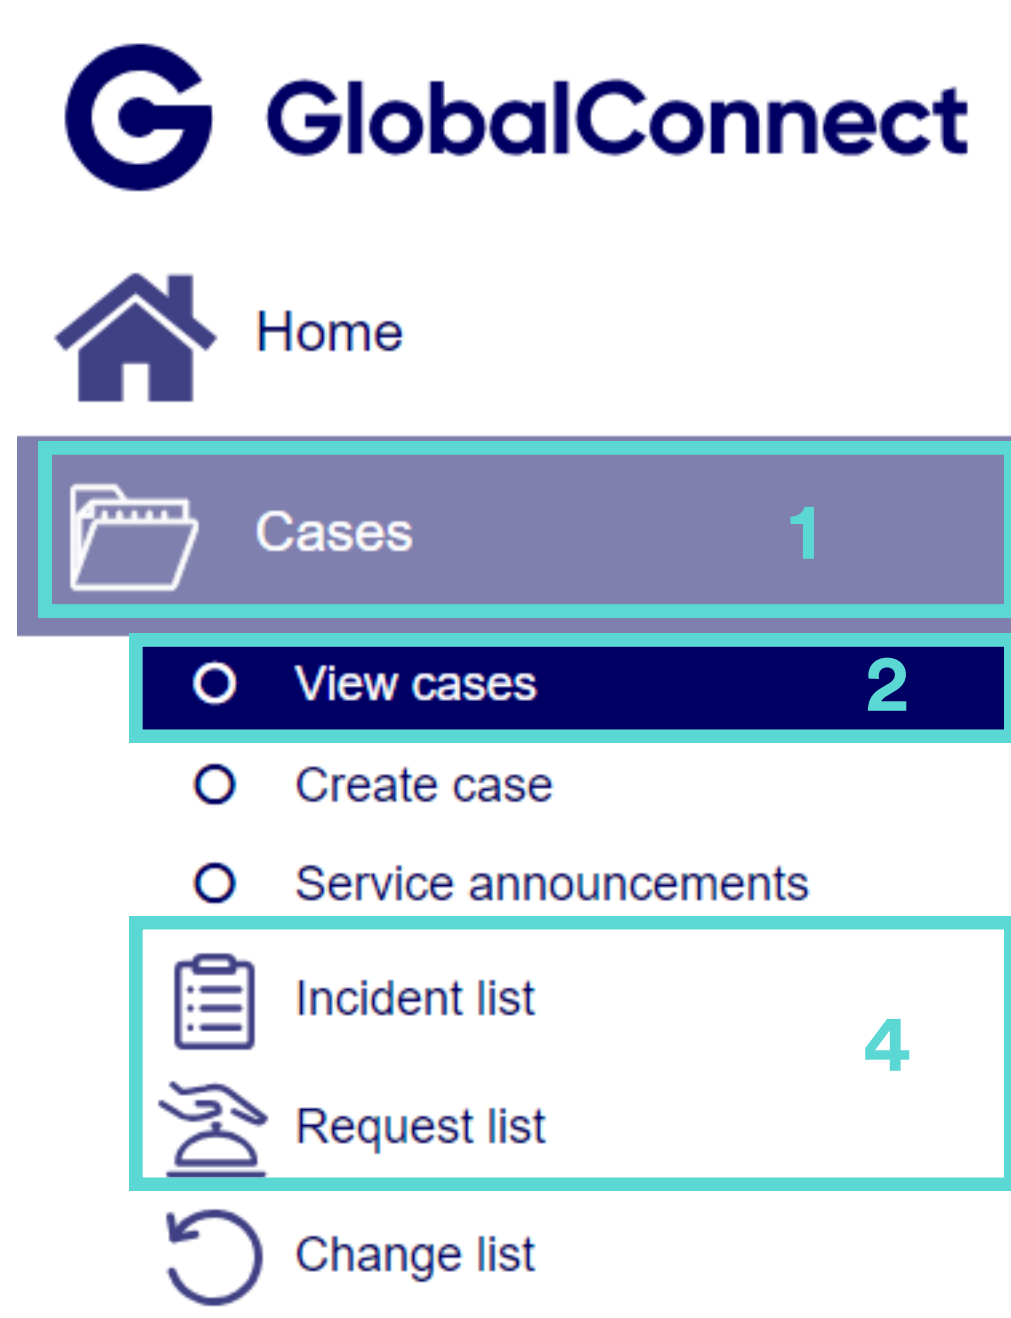 GlobalConnect
Home
Cases 1
View cases 2
Create case
Service announcements
Incident list
4
Request list
Change list